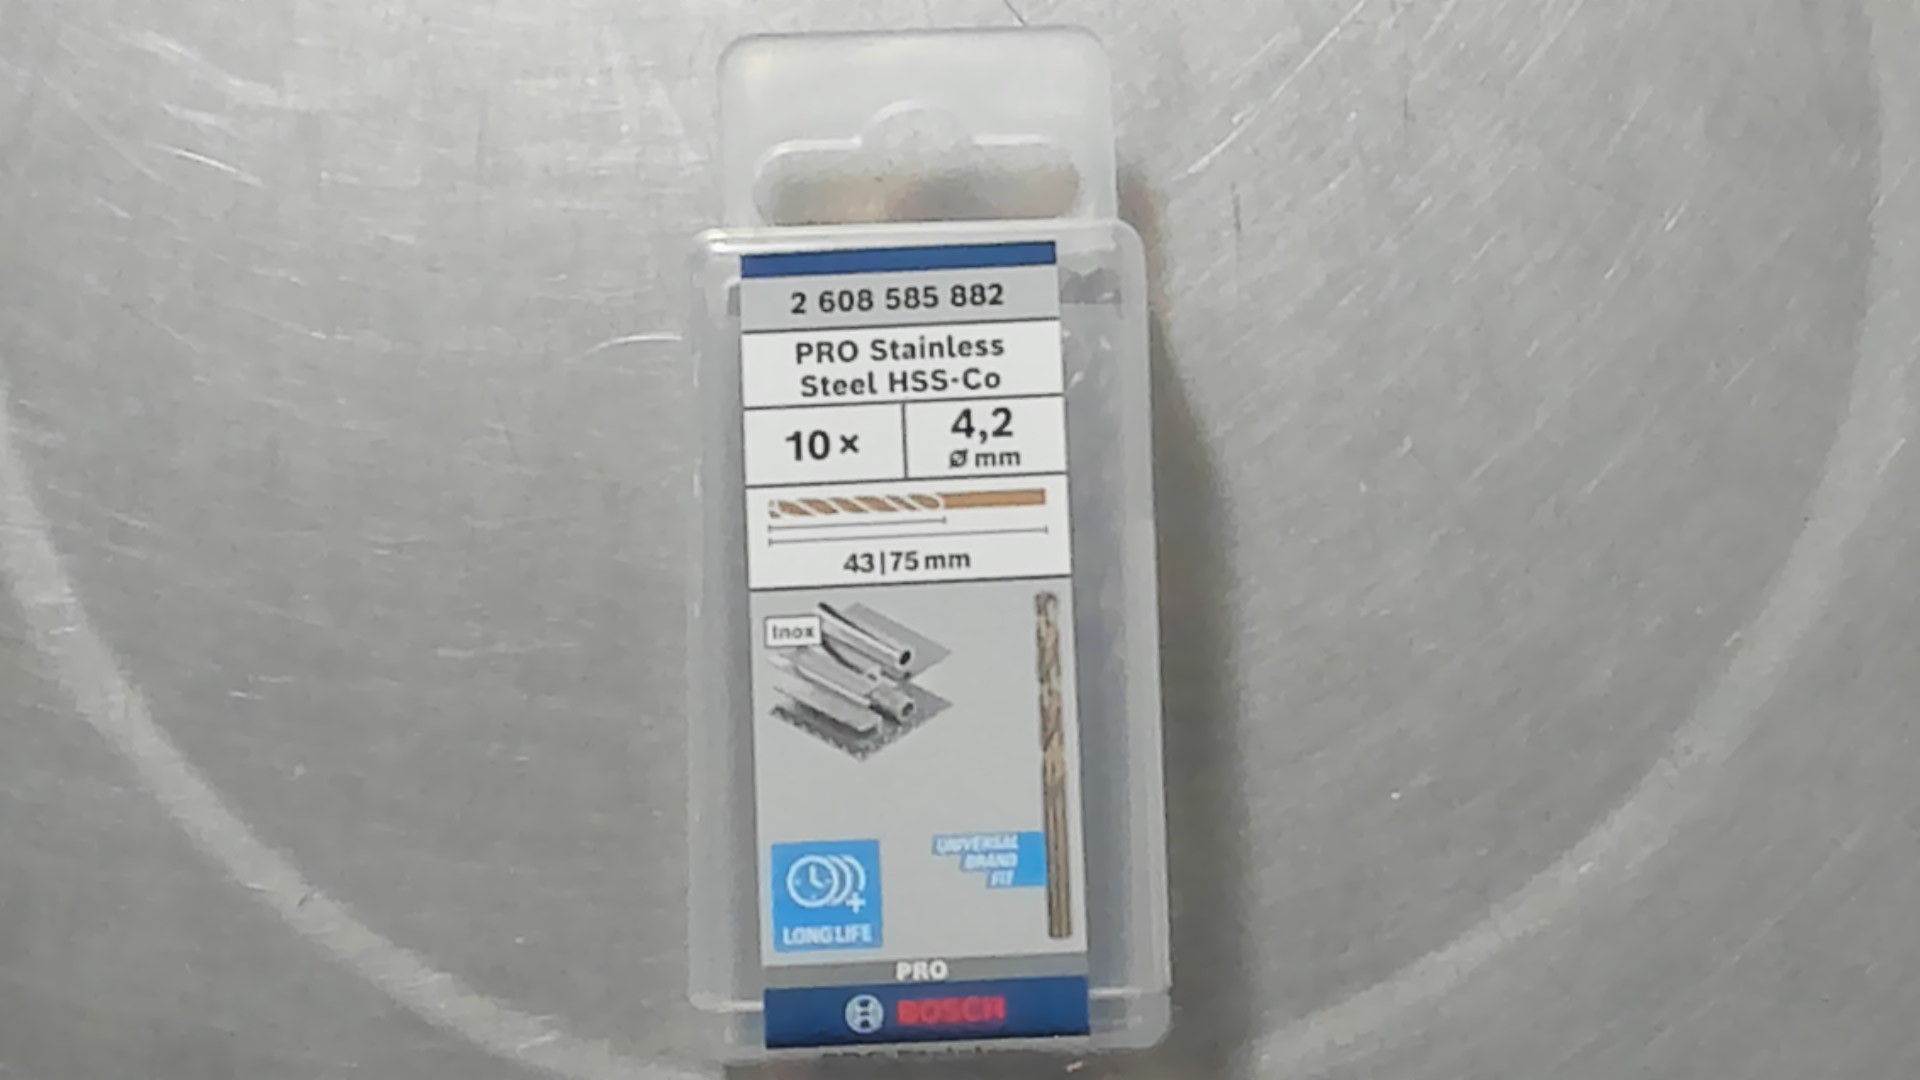 2 608 585 882
PRO Stainless
Steel HSS-Co
10 x
4,2
Ø mm
43|75 mm
Inox
UNIVERSAL
BRAND
FIT
LONG LIFE
PRO
BOSCH